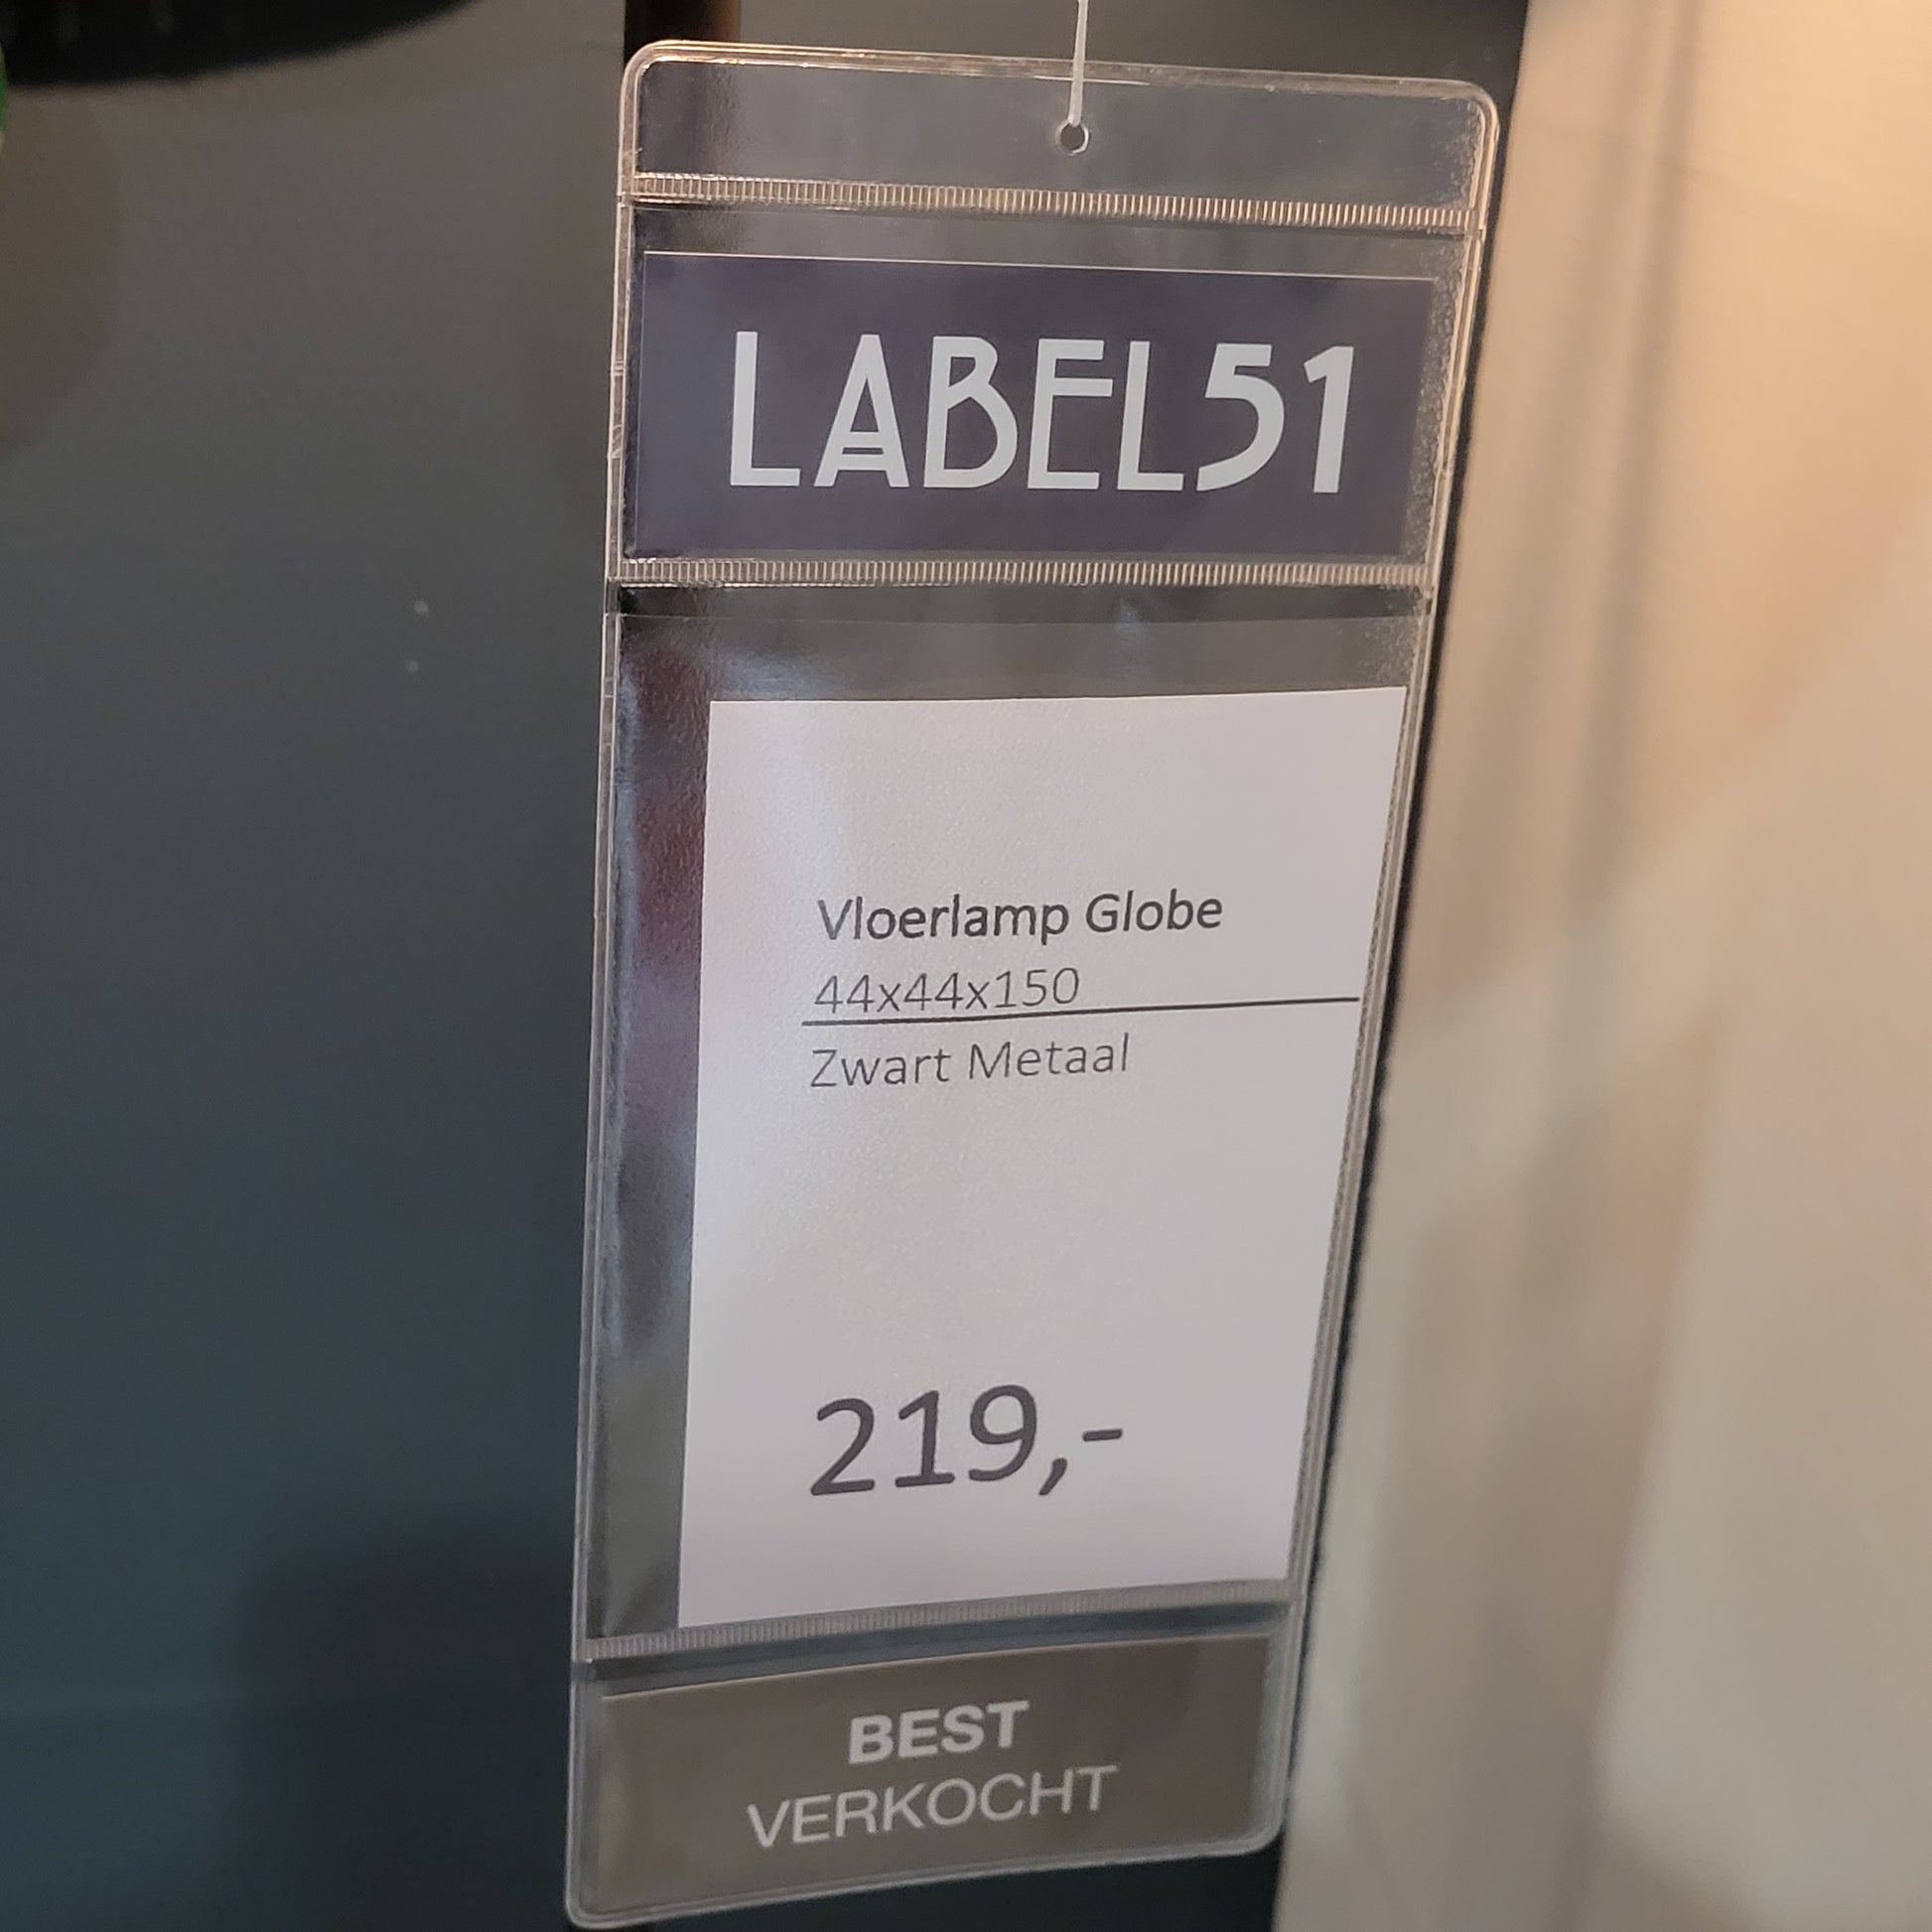 LABEL51
Vloerlamp Globe
44x44x150
Zwart Metaal
219,-
BEST
VERKOCHT